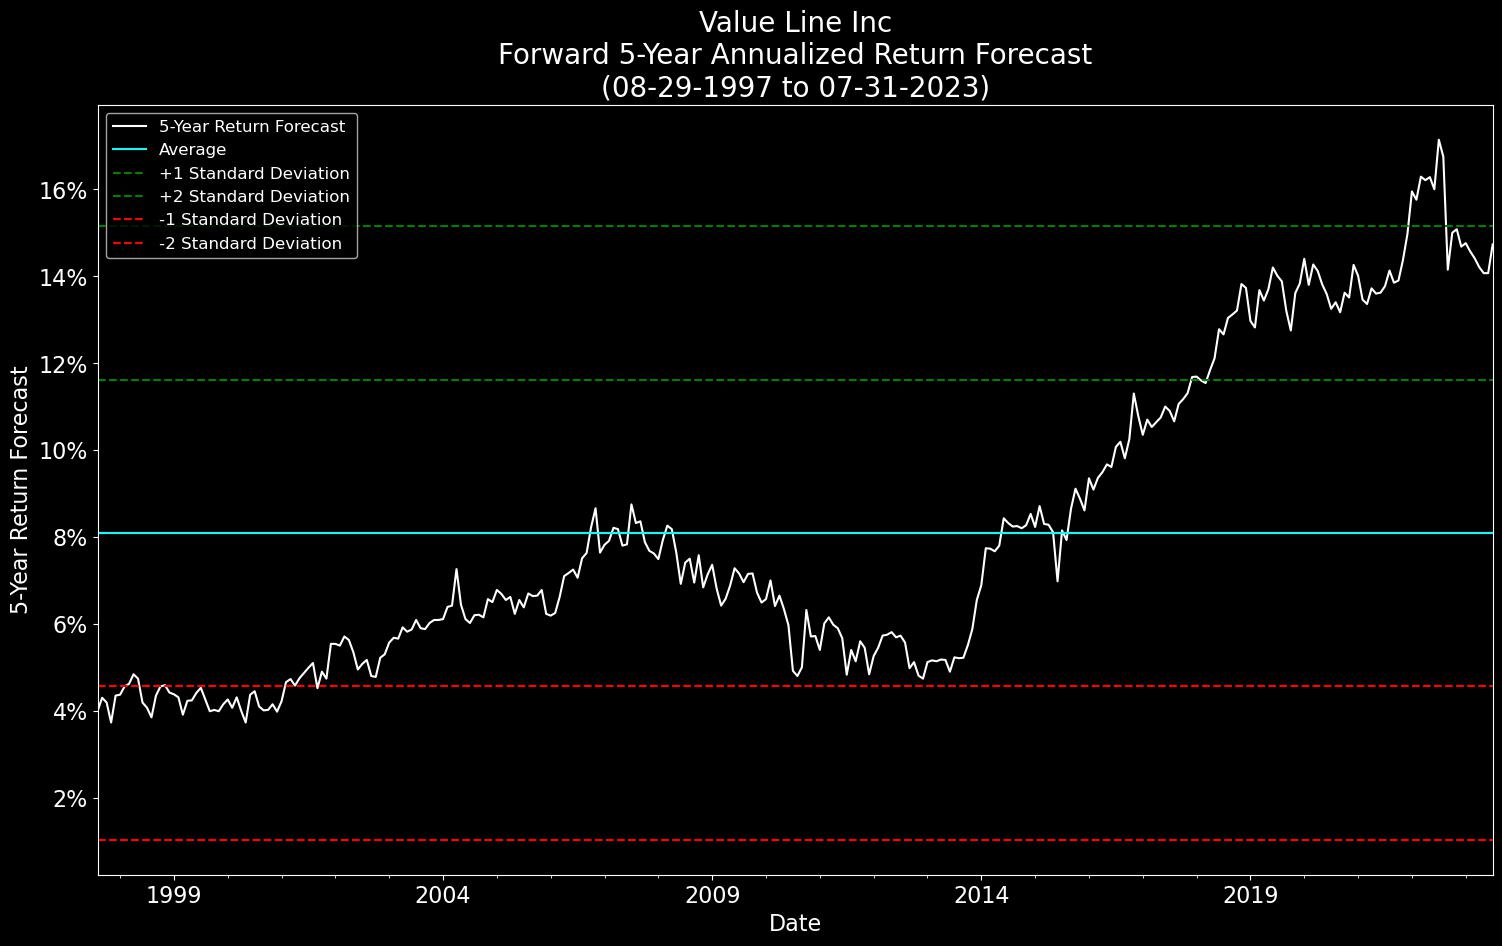 Value Line Inc
Forward 5-Year Annualized Return Forecast
(08-29-1997 to 07-31-2023)
5-Year Return Forecast
Average
+1 Standard Deviation
+2 Standard Deviation
-1 Standard Deviation
-2 Standard Deviation
16%
14%
12%
10%
8%
6%
4%
2%
5-Year Return Forecast
1999
2004
2009
2014
2019
Date